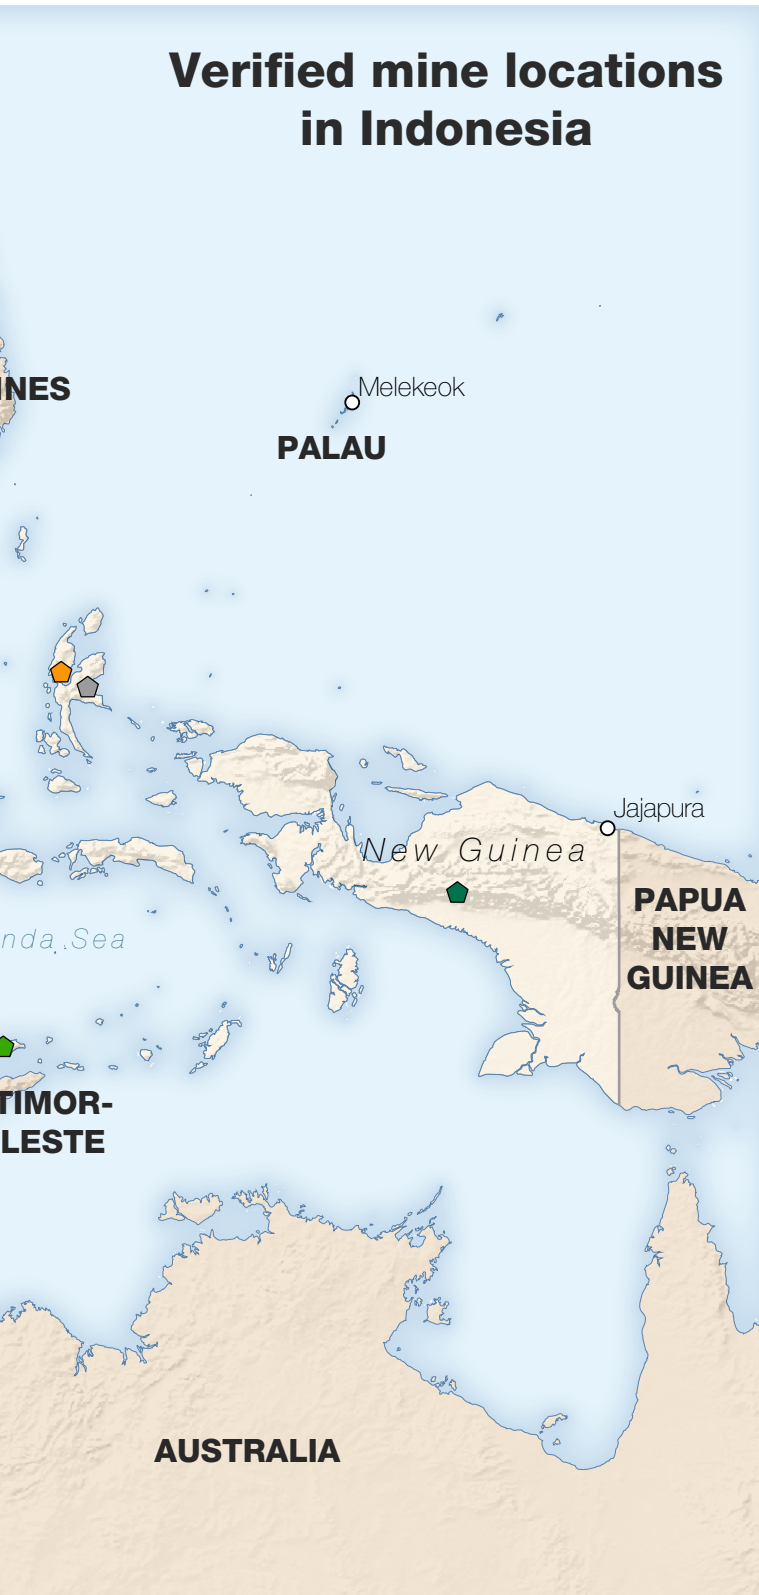 Verified mine locations
in Indonesia
INES
Melekeok
PALAU
Jajapura
New Guinea
PAPUA
NEW
GUINEA
nda Sea
TIMOR-
LESTE
AUSTRALIA